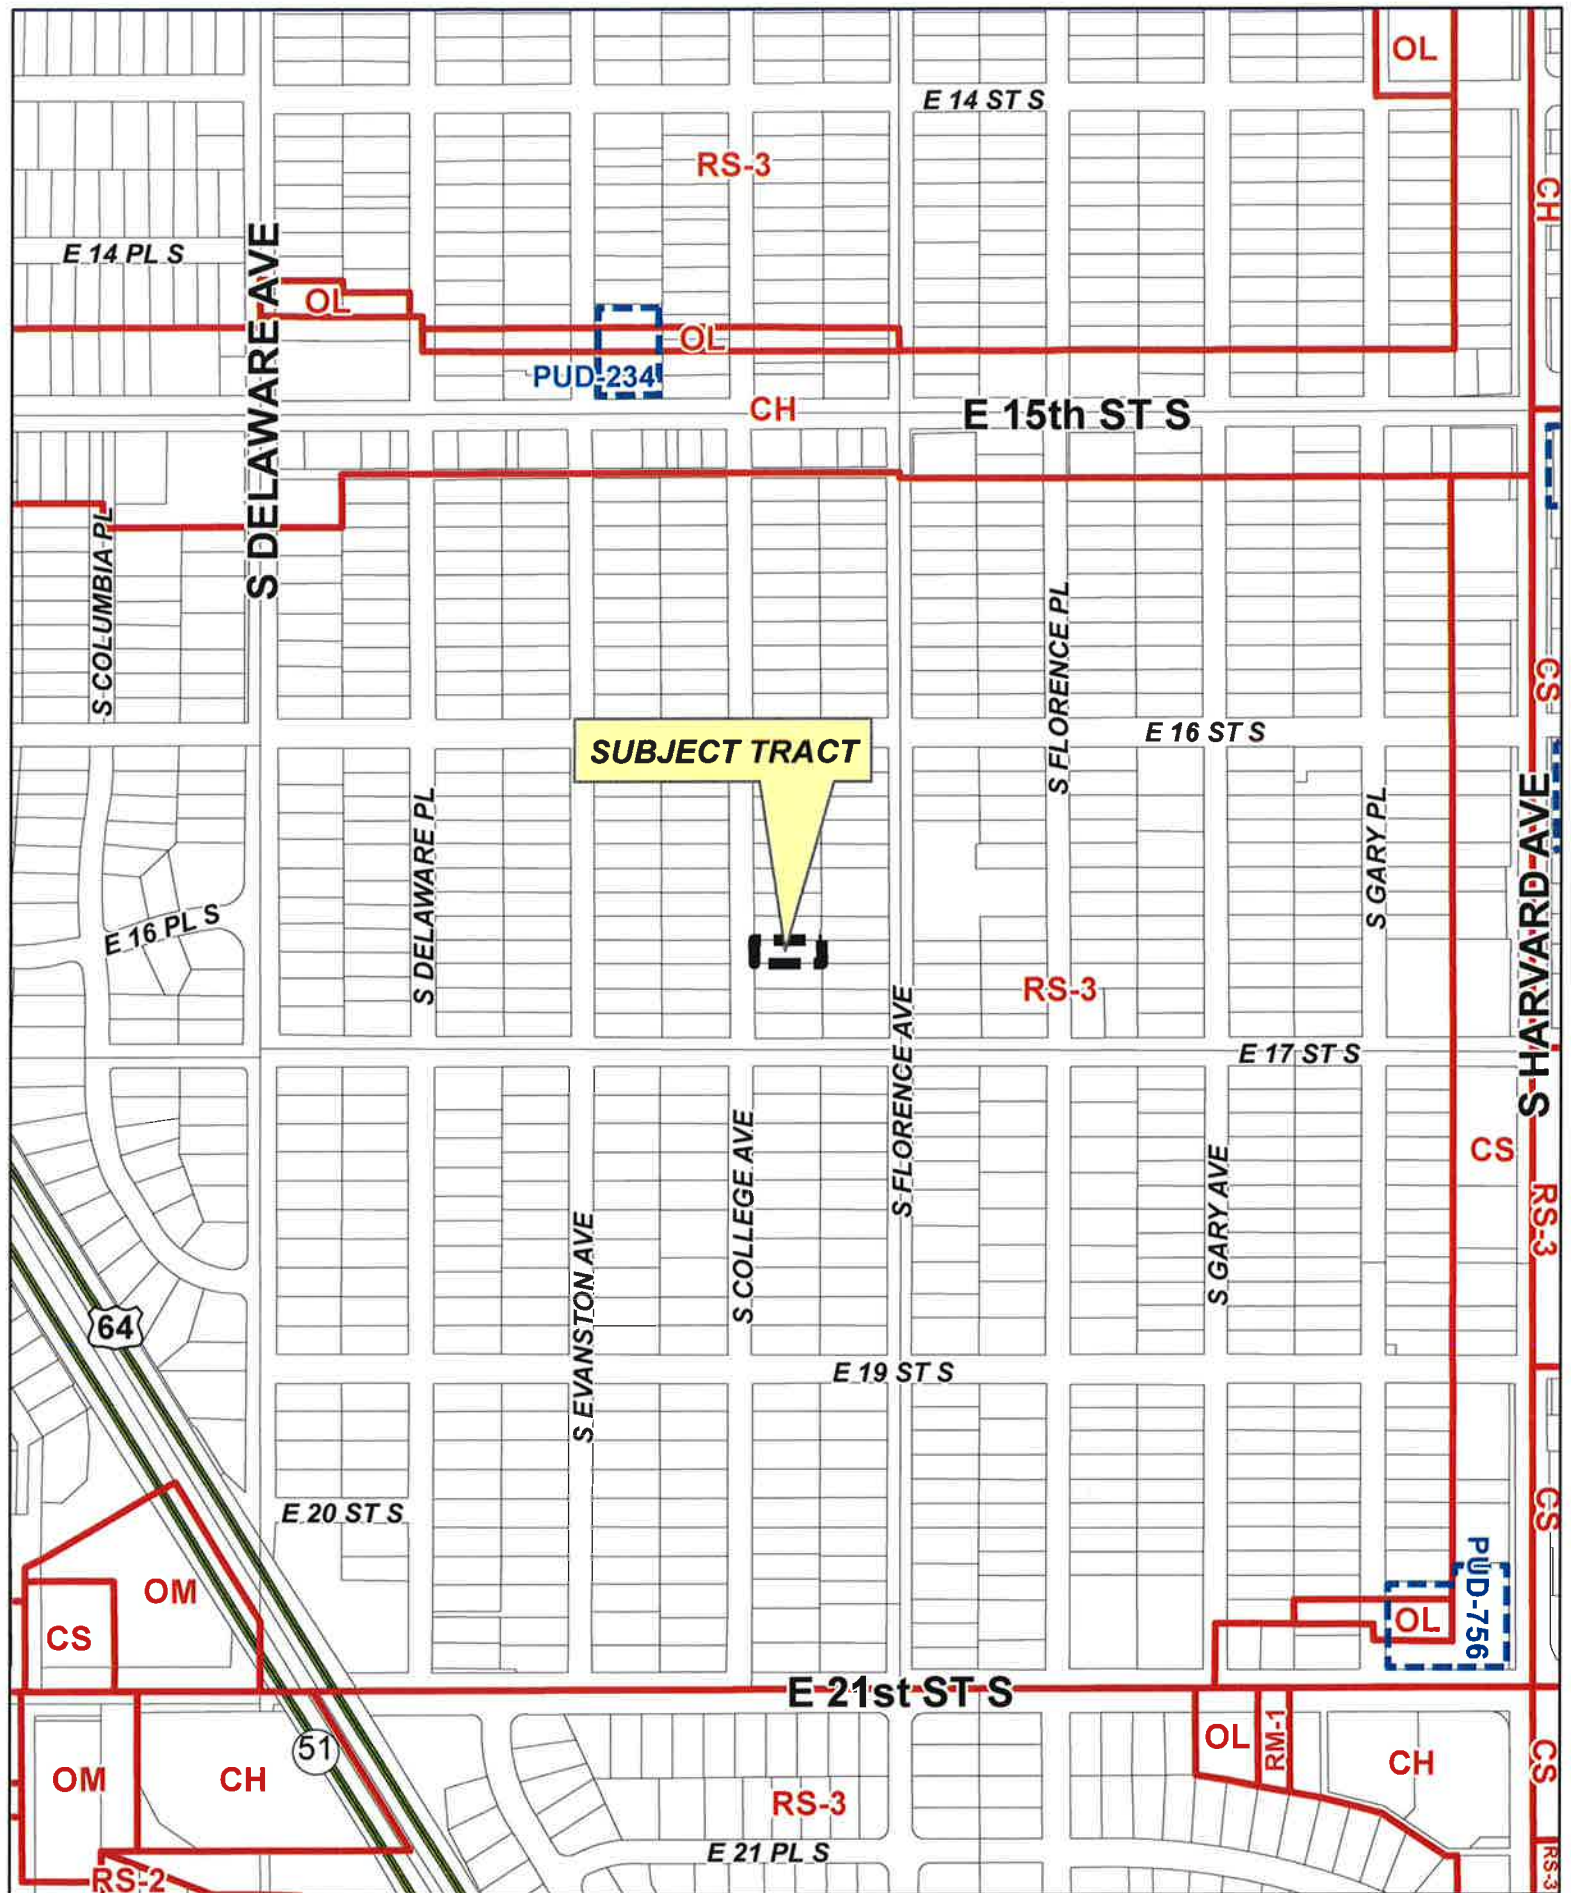 OL
E 14 ST S
RS-3
CH
E 14 PL S
S DELAWARE AVE
OL
OL
PUD-234
CH
E 15th ST S
S COLUMBIA PL
S FLORENCE PL
CS
E 16 ST S
SUBJECT TRACT
S DELAWARE PL
S GARY PL
S HARVARD AVE
E 16 PL S
RS-3
S FLORENCE AVE
E 17 ST S
S COLLEGE AVE
S GARY AVE
CS
RS-3
S EVANSTON AVE
64
E 19 ST S
E 20 ST S
CS
OM
CS
PUD-756
OL
E 21st ST S
51
OL
RM-1
CH
CS
OM
CH
RS-3
E 21 PL S
RS-2
RS-3